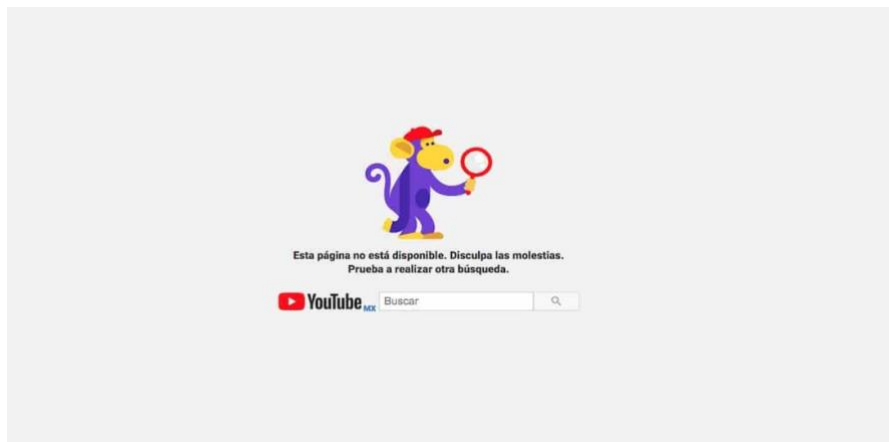 Esta página no está disponible. Disculpa las molestias.
Prueba a realizar otra búsqueda.
YouTube MX Buscar